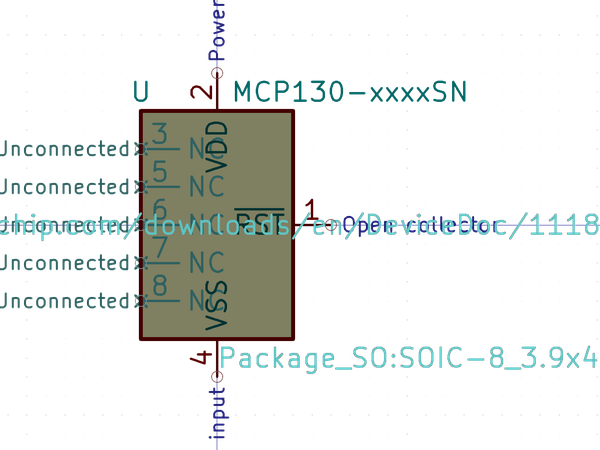 Power
U MCP130-xxxxSN
2
VDD
Unconnected 3 NC
Unconnected 5 NC
Unconnected 6 NC RST 1 Open collector
chip.com/downloads/en/DeviceDoc/1118
Unconnected 7 NC
Unconnected 8 NC
VSS
4 Package_SO:SOIC-8_3.9x4
input